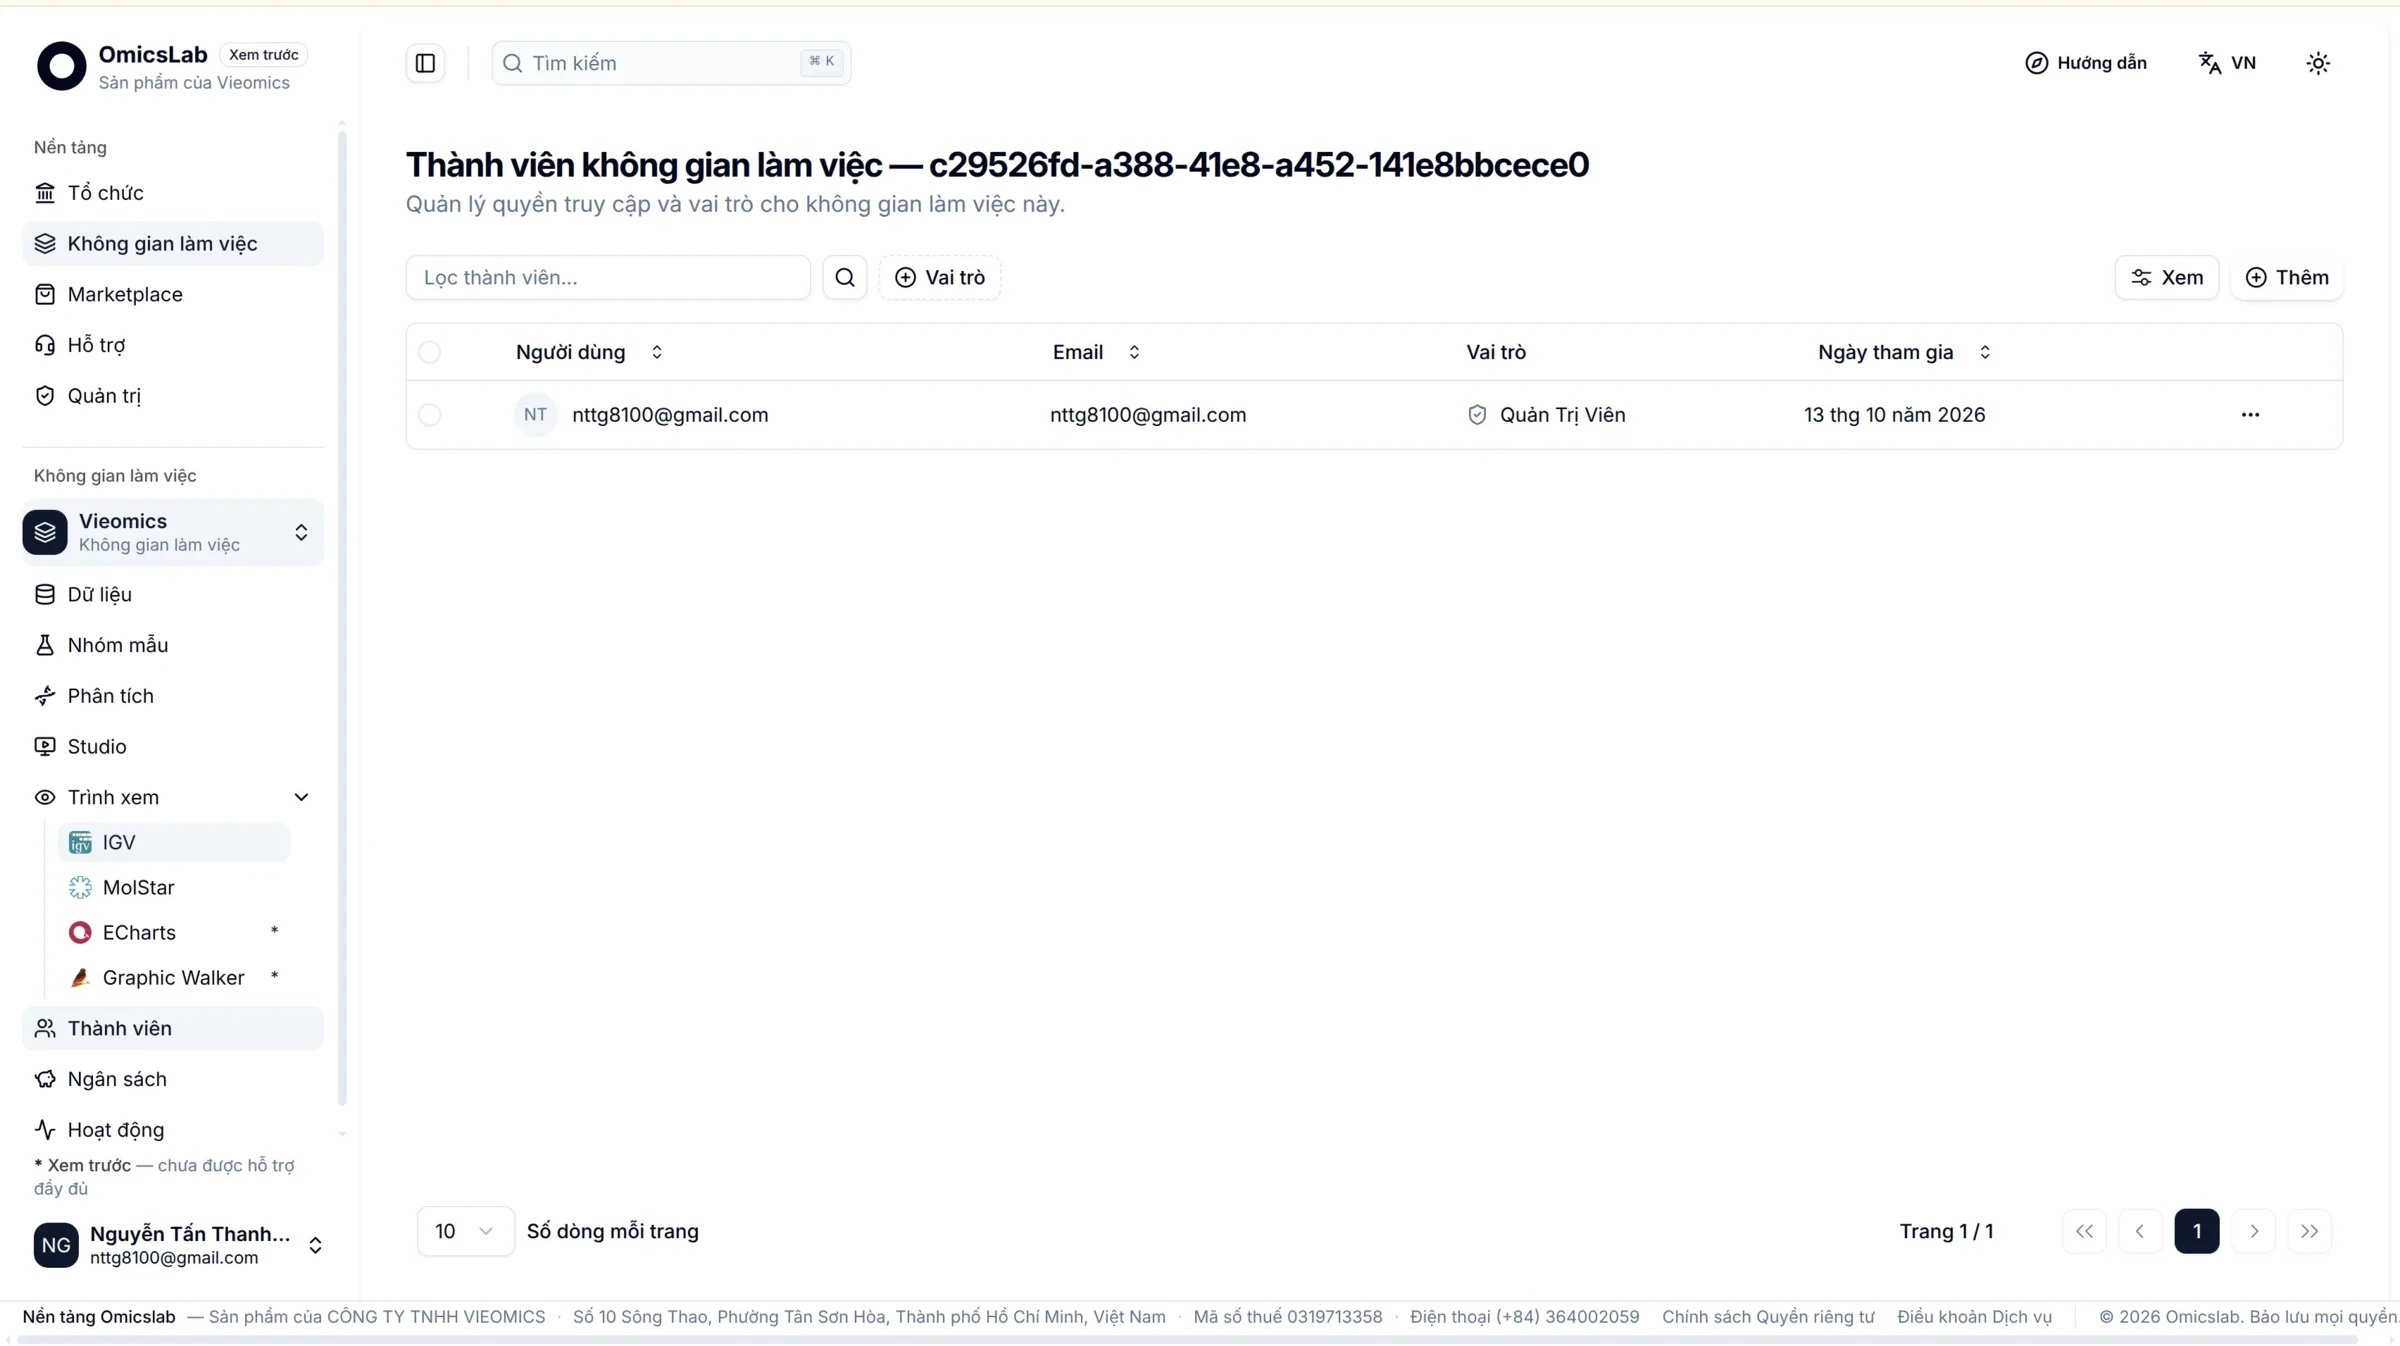 OmicsLab Xem trước
Sản phẩm của Vieomics
Tìm kiếm ⌘ K
Hướng dẫn
VN
Nền tảng
Tổ chức
Không gian làm việc
Marketplace
Hỗ trợ
Quản trị
Không gian làm việc
Vieomics
Không gian làm việc
Dữ liệu
Nhóm mẫu
Phân tích
Studio
Trình xem
igv IGV
MolStar
ECharts *
Graphic Walker *
Thành viên
Ngân sách
Hoạt động
* Xem trước — chưa được hỗ trợ
đầy đủ
NG Nguyễn Tấn Thanh...
nttg8100@gmail.com
Thành viên không gian làm việc — c29526fd-a388-41e8-a452-141e8bbcece0
Quản lý quyền truy cập và vai trò cho không gian làm việc này.
Lọc thành viên...
Vai trò
Xem
Thêm
Người dùng Email Vai trò Ngày tham gia
NT nttg8100@gmail.com nttg8100@gmail.com Quản Trị Viên 13 thg 10 năm 2026
10 Số dòng mỗi trang
Trang 1 / 1
1
Nền tảng Omicslab — Sản phẩm của CÔNG TY TNHH VIEOMICS · Số 10 Sông Thao, Phường Tân Sơn Hòa, Thành phố Hồ Chí Minh, Việt Nam · Mã số thuế 0319713358 · Điện thoại (+84) 364002059 Chính sách Quyền riêng tư Điều khoản Dịch vụ © 2026 Omicslab. Bảo lưu mọi quyền.